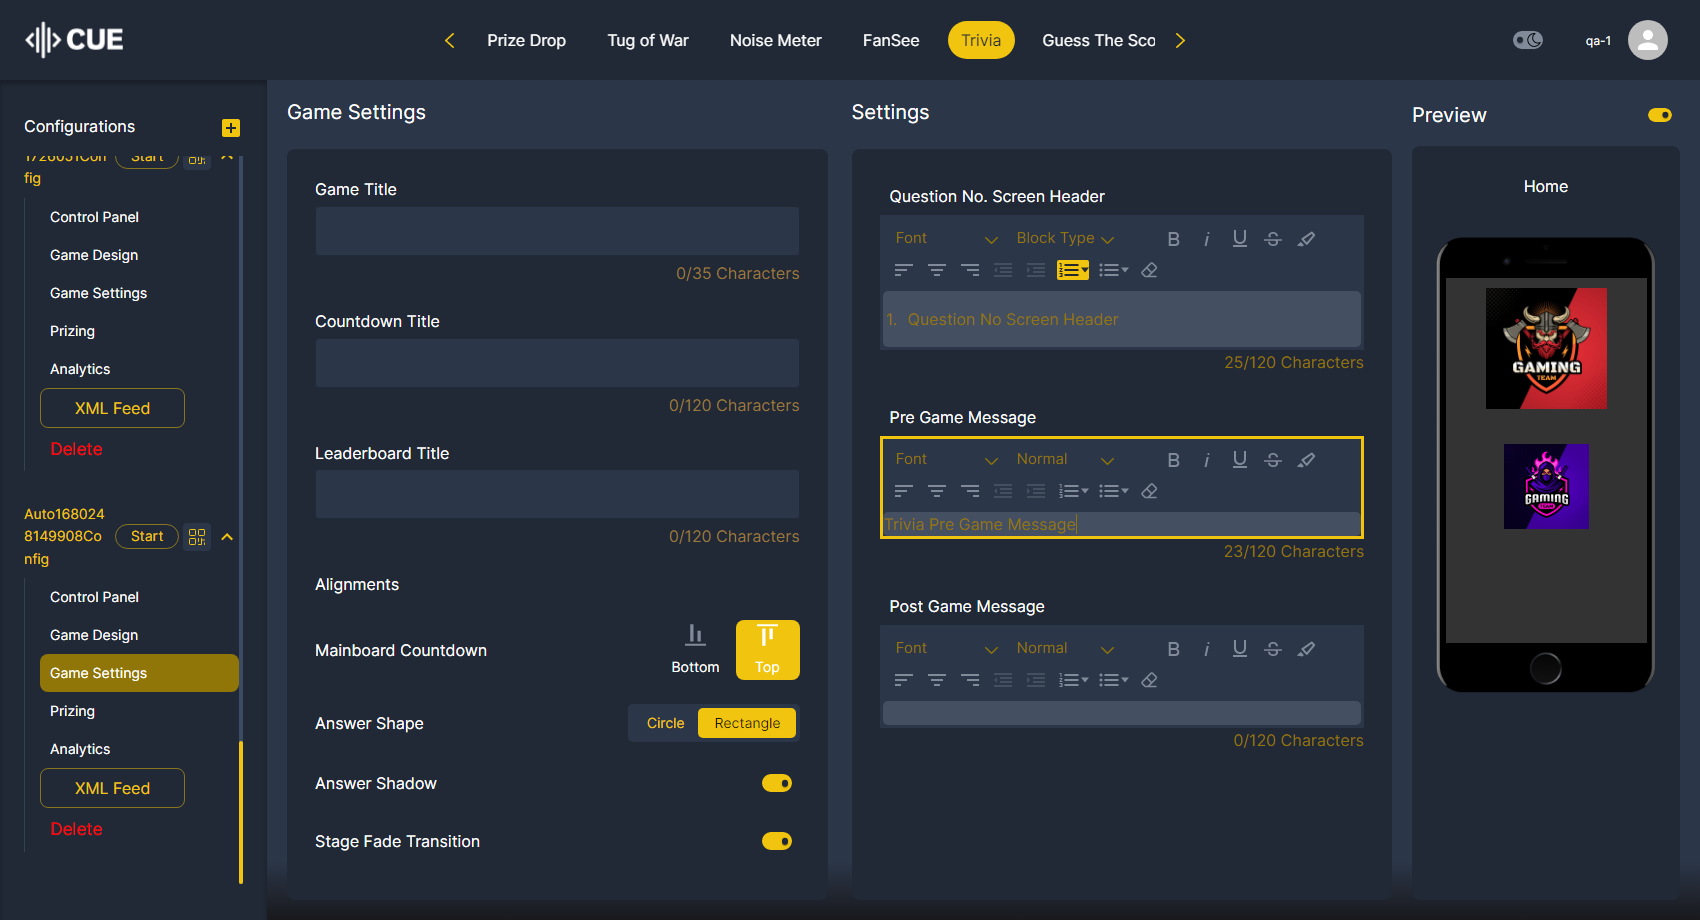 CUE
Prize Drop
Tug of War
Noise Meter
FanSee
Trivia
Guess The Sco
qa-1
Configurations
1726051Con
fig
Start
Control Panel
Game Design
Game Settings
Prizing
Analytics
XML Feed
Delete
Auto168024
8149908Co
nfig
Start
Control Panel
Game Design
Game Settings
Prizing
Analytics
XML Feed
Delete
Game Settings
Game Title
0/35 Characters
Countdown Title
0/120 Characters
Leaderboard Title
0/120 Characters
Alignments
Mainboard Countdown
Bottom
Top
Answer Shape
Circle
Rectangle
Answer Shadow
Stage Fade Transition
Settings
Question No. Screen Header
Font
Block Type
B i U S
1. Question No Screen Header
25/120 Characters
Pre Game Message
Font
Normal
B i U S
Trivia Pre Game Message
23/120 Characters
Post Game Message
Font
Normal
B i U S
0/120 Characters
Preview
Home
GAMING
TEAM
GAMING
TEAM